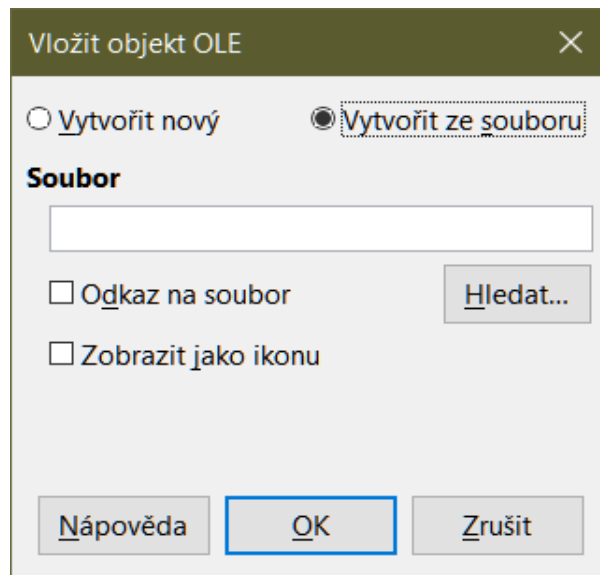 Vložit objekt OLE
Vytvořit nový Vytvořit ze souboru
Soubor
Odkaz na soubor Hledat...
Zobrazit jako ikonu
Nápověda OK Zrušit